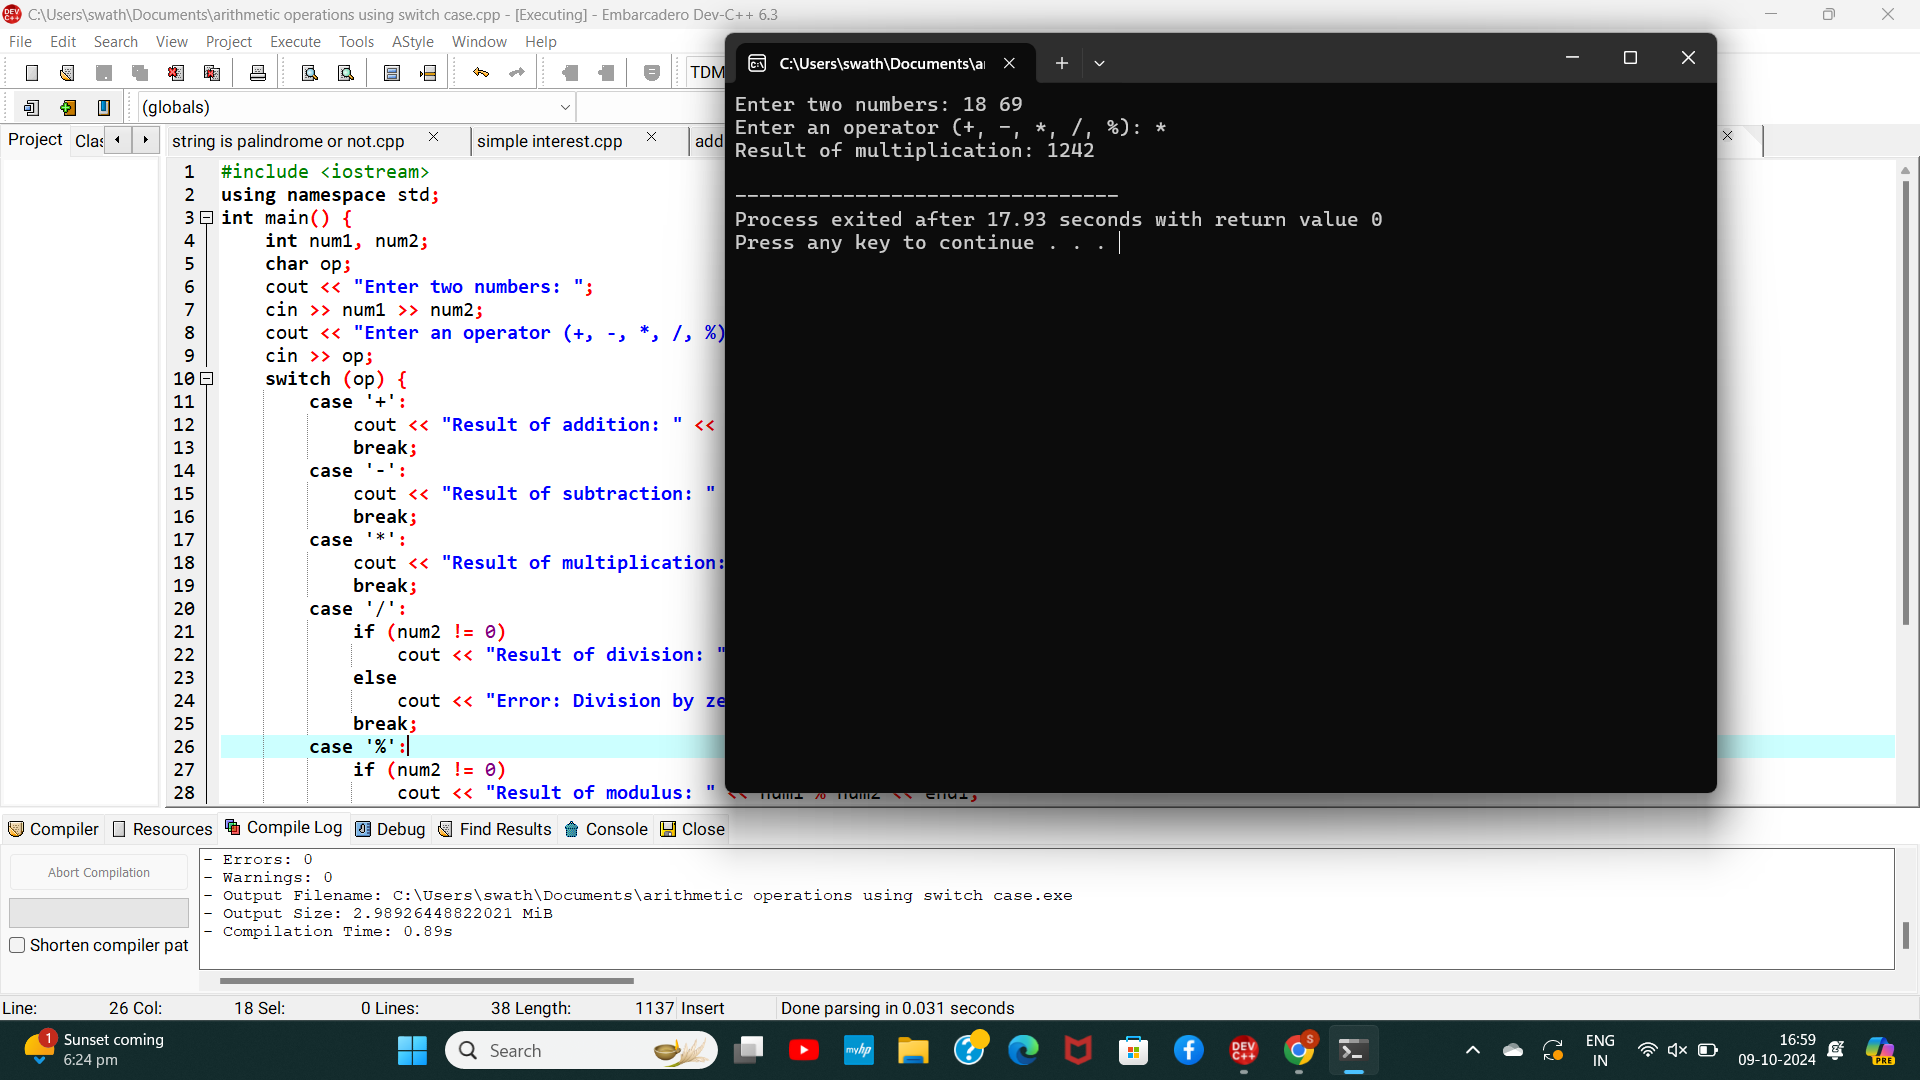 C:\Users\swath\Documents\arithmetic operations using switch case.cpp - [Executing] - Embarcadero Dev-C++ 6.3
File Edit Search View Project Execute Tools AStyle Window Help
TDM
(globals)
Project Clas
string is palindrome or not.cpp
simple interest.cpp
add
1 #include <iostream>
2 using namespace std;
3 int main() {
4 int num1, num2;
5 char op;
6 cout << "Enter two numbers: ";
7 cin >> num1 >> num2;
8 cout << "Enter an operator (+, -, *, /, %)
9 cin >> op;
10 switch (op) {
11 case '+':
12 cout << "Result of addition: " <<
13 break;
14 case '-':
15 cout << "Result of subtraction: "
16 break;
17 case '*':
18 cout << "Result of multiplication:
19 break;
20 case '/':
21 if (num2 != 0)
22 cout << "Result of division: "
23 else
24 cout << "Error: Division by ze
25 break;
26 case '%':
27 if (num2 != 0)
28 cout << "Result of modulus: " << num1 % num2 << endl;
C:\Users\swath\Documents\ar
Enter two numbers: 18 69
Enter an operator (+, -, *, /, %): *
Result of multiplication: 1242
--------------------------------
Process exited after 17.93 seconds with return value 0
Press any key to continue . . .
Compiler Resources Compile Log Debug Find Results Console Close
Abort Compilation
Shorten compiler pat
- Errors: 0
- Warnings: 0
- Output Filename: C:\Users\swath\Documents\arithmetic operations using switch case.exe
- Output Size: 2.98926448822021 MiB
- Compilation Time: 0.89s
Line: 26 Col: 18 Sel: 0 Lines: 38 Length: 1137 Insert Done parsing in 0.031 seconds
1
Sunset coming
6:24 pm
Search
myhp
DEV C++
S
ENG
IN
16:59
09-10-2024
PRE